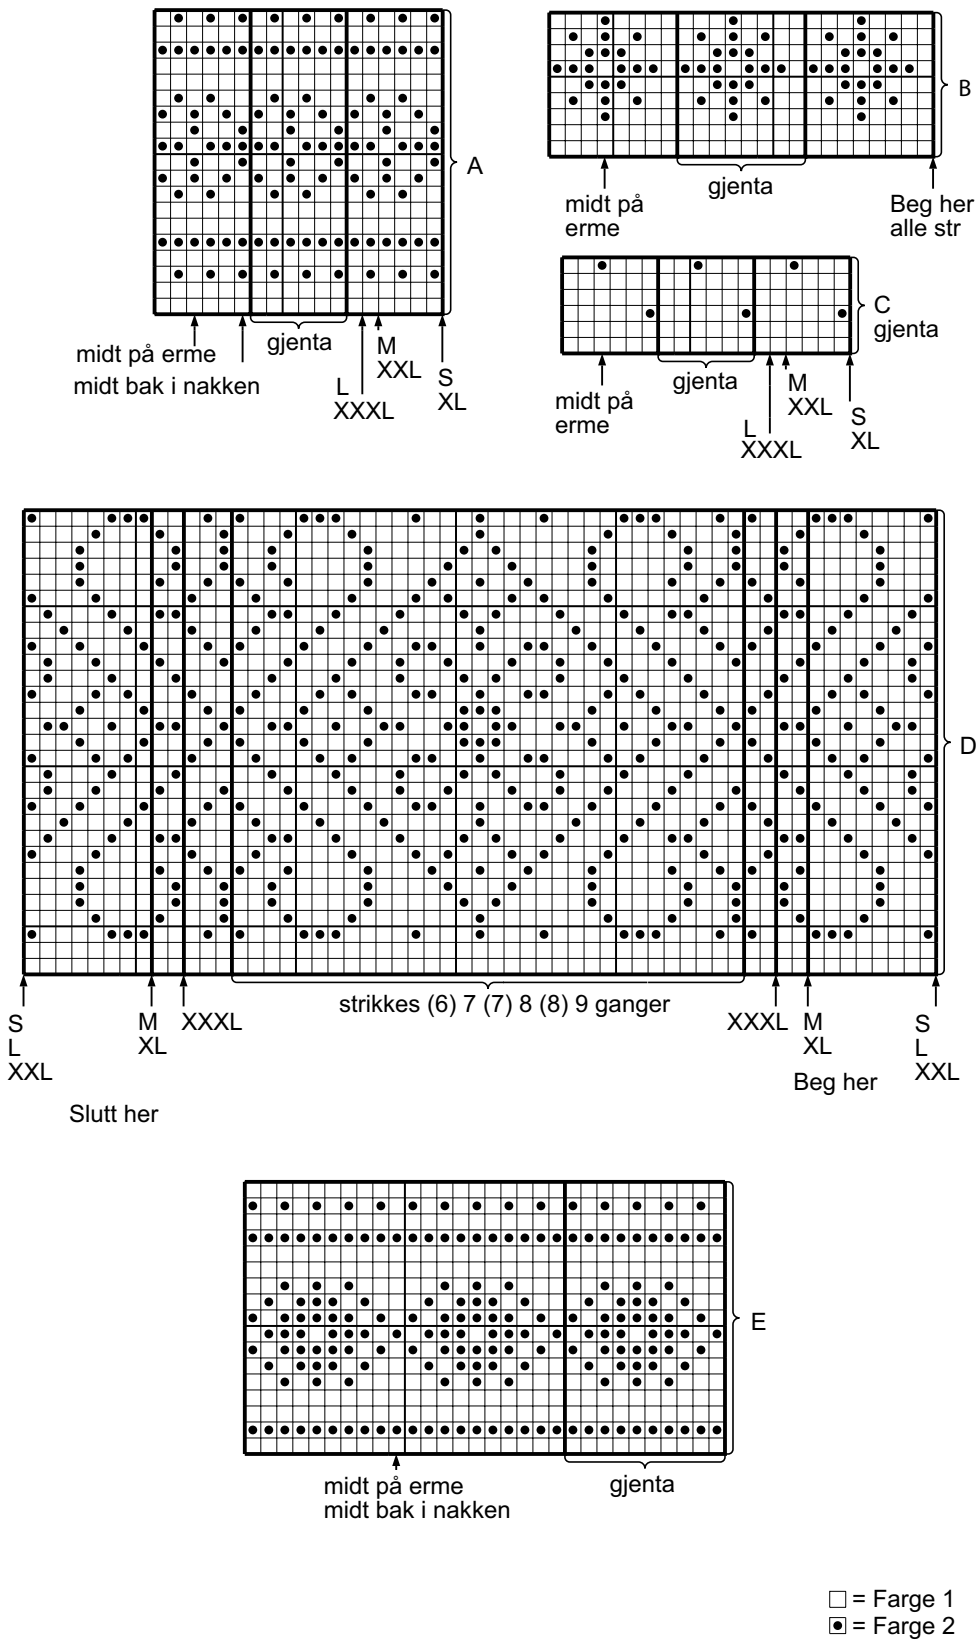 A
midt på erme
midt bak i nakken
gjenta
L
XXXL
M
XXL
S
XL
B
midt på
erme
gjenta
Beg her
alle str
C
gjenta
midt på
erme
gjenta
L
XXXL
M
XXL
S
XL
D
S
L
XXL
M
XL
XXXL
strikkes (6) 7 (7) 8 (8) 9 ganger
XXXL
M
XL
S
L
XXL
Beg her
Slutt her
E
midt på erme
midt bak i nakken
gjenta
= Farge 1
= Farge 2